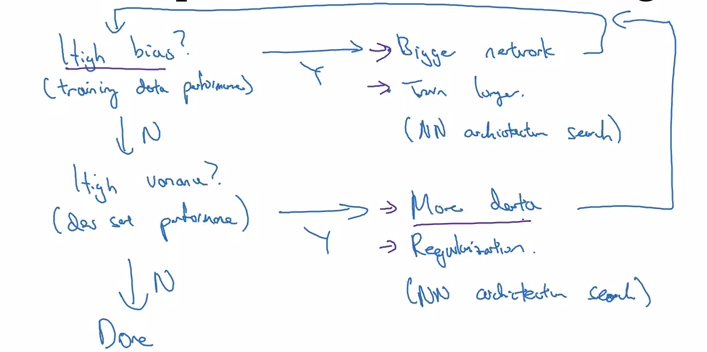 High bias?
(training data performance)
Y
→ Bigger network
→ Train longer.
(NN architecture search)
N
High variance?
(dev set performance)
Y
→ More data
→ Regularization.
(NN architecture search)
N
Done